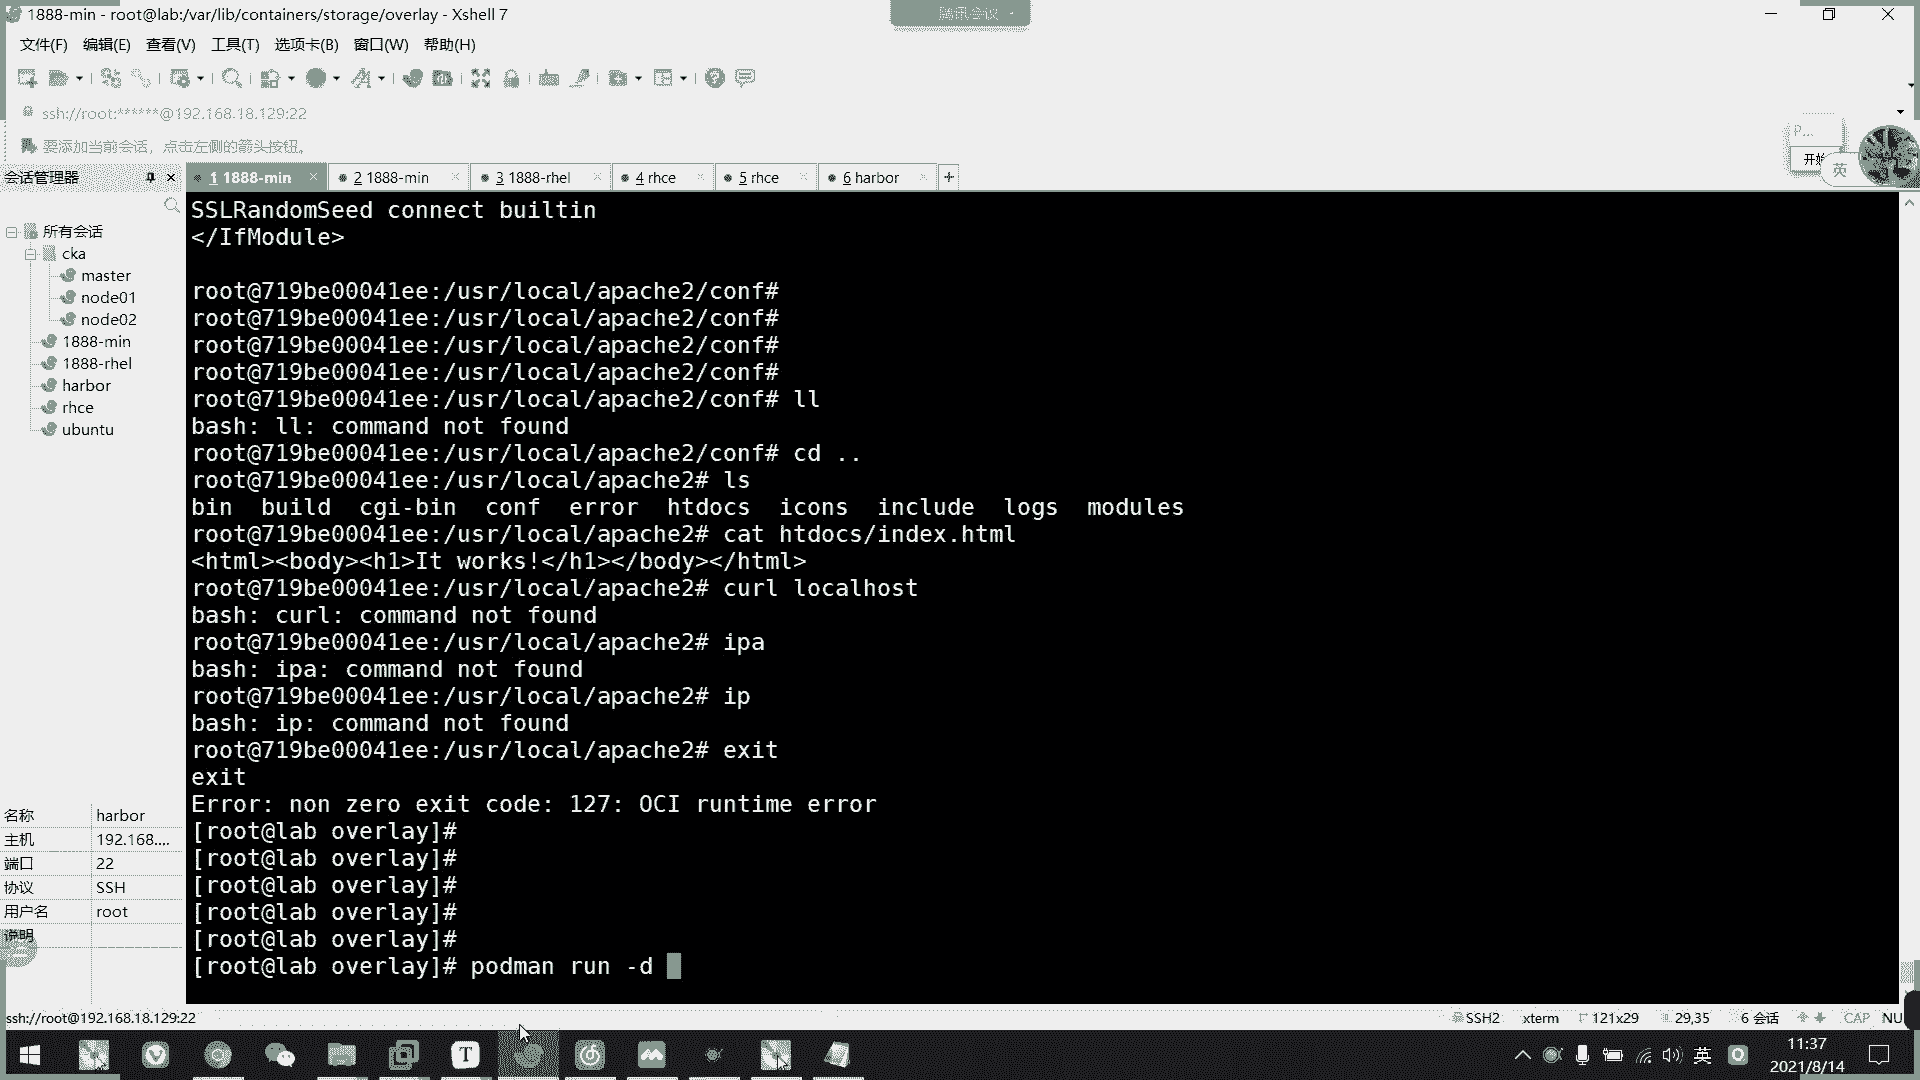 1888-min - root@lab:/var/lib/containers/storage/overlay - Xshell 7
腾讯会议
文件(F) 编辑(E) 查看(V) 工具(T) 选项卡(B) 窗口(W) 帮助(H)
ssh://root:******@192.168.18.129:22
要添加当前会话，点击左侧的箭头按钮。
P...
开始
英
会话管理器
1 1888-min
2 1888-min
3 1888-rhel
4 rhce
5 rhce
6 harbor
所有会话
cka
master
node01
node02
1888-min
1888-rhel
harbor
rhce
ubuntu
名称 harbor
主机 192.168....
端口 22
协议 SSH
用户名 root
说明
SSLRandomSeed connect builtin
</IfModule>
root@719be00041ee:/usr/local/apache2/conf#
root@719be00041ee:/usr/local/apache2/conf#
root@719be00041ee:/usr/local/apache2/conf#
root@719be00041ee:/usr/local/apache2/conf#
root@719be00041ee:/usr/local/apache2/conf# ll
bash: ll: command not found
root@719be00041ee:/usr/local/apache2/conf# cd ..
root@719be00041ee:/usr/local/apache2# ls
bin build cgi-bin conf error htdocs icons include logs modules
root@719be00041ee:/usr/local/apache2# cat htdocs/index.html
<html><body><h1>It works!</h1></body></html>
root@719be00041ee:/usr/local/apache2# curl localhost
bash: curl: command not found
root@719be00041ee:/usr/local/apache2# ipa
bash: ipa: command not found
root@719be00041ee:/usr/local/apache2# ip
bash: ip: command not found
root@719be00041ee:/usr/local/apache2# exit
exit
Error: non zero exit code: 127: OCI runtime error
[root@lab overlay]#
[root@lab overlay]#
[root@lab overlay]#
[root@lab overlay]#
[root@lab overlay]#
[root@lab overlay]# podman run -d
ssh://root@192.168.18.129:22
SSH2 xterm 121x29 29,35 6 会话 CAP NU
英
11:37
2021/8/14